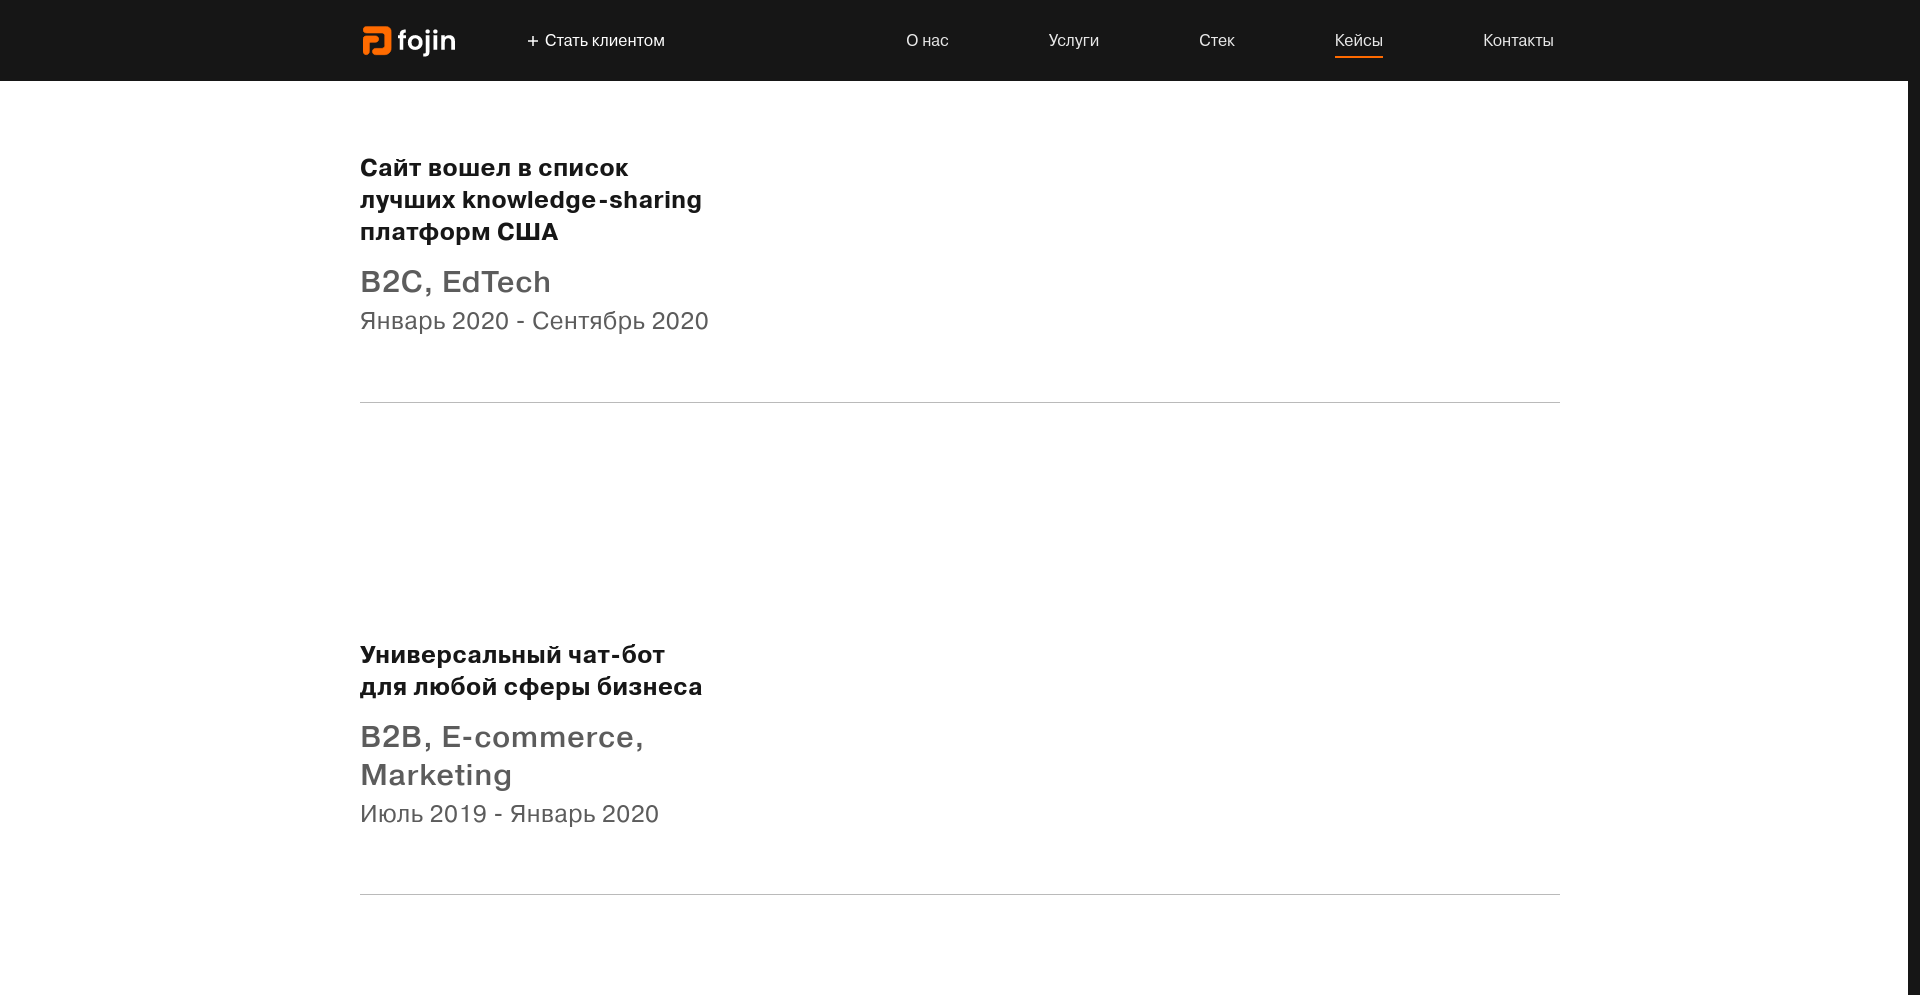 fojin
+ Стать клиентом
О нас
Услуги
Стек
Кейсы
Контакты
Сайт вошел в список
лучших knowledge-sharing
платформ США
B2C, EdTech
Январь 2020 - Сентябрь 2020
Универсальный чат-бот
для любой сферы бизнеса
B2B, E-commerce,
Marketing
Июль 2019 - Январь 2020